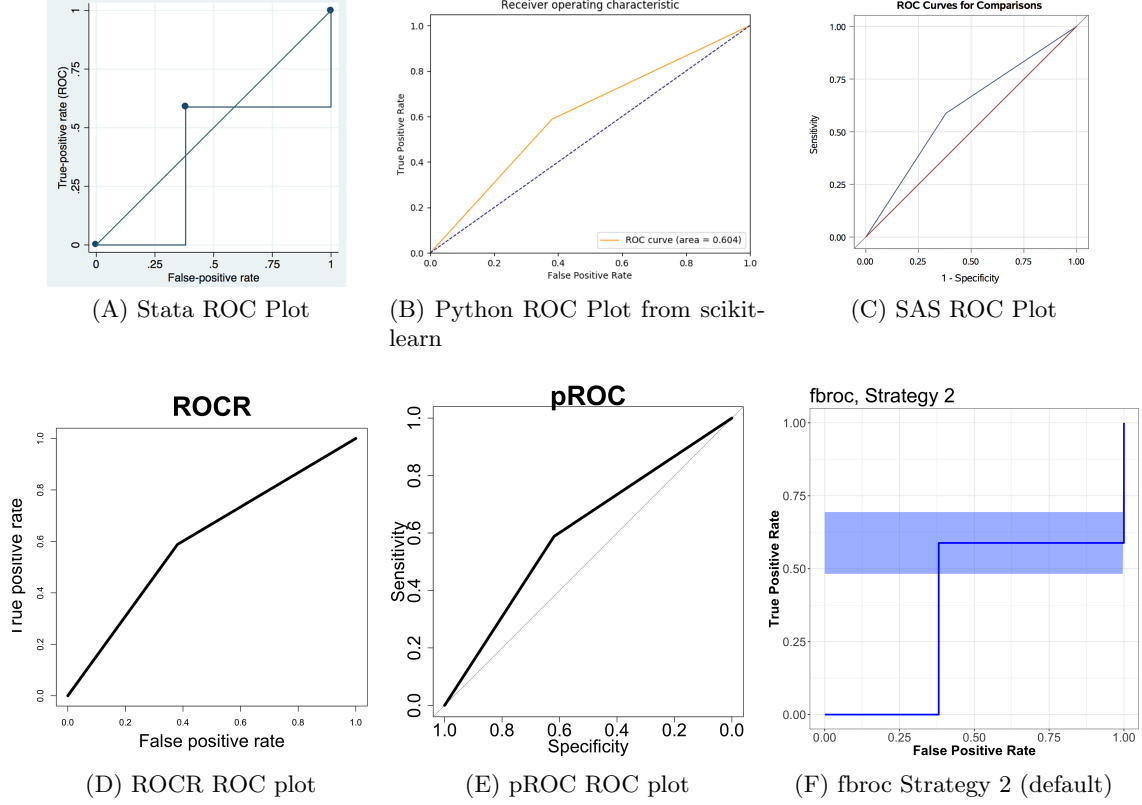 1
.75
.5
.25
0
True-positive rate (ROC)
0 .25 .5 .75 1
False-positive rate
(A) Stata ROC Plot
Receiver operating characteristic
1.0
0.8
0.6
0.4
0.2
0.0
True Positive Rate
ROC curve (area = 0.604)
0.0 0.2 0.4 0.6 0.8 1.0
False Positive Rate
(B) Python ROC Plot from scikit-
learn
ROC Curves for Comparisons
1.00
0.75
0.50
0.25
0.00
Sensitivity
0.00 0.25 0.50 0.75 1.00
1 - Specificity
(C) SAS ROC Plot
ROCR
1.0
0.8
0.6
0.4
0.2
0.0
True positive rate
0.0 0.2 0.4 0.6 0.8 1.0
False positive rate
(D) ROCR ROC plot
pROC
1.0
0.8
0.6
0.4
0.2
0.0
Sensitivity
1.0 0.8 0.6 0.4 0.2 0.0
Specificity
(E) pROC ROC plot
fbroc, Strategy 2
1.00
0.75
0.50
0.25
0.00
True Positive Rate
0.00 0.25 0.50 0.75 1.00
False Positive Rate
(F) fbroc Strategy 2 (default)